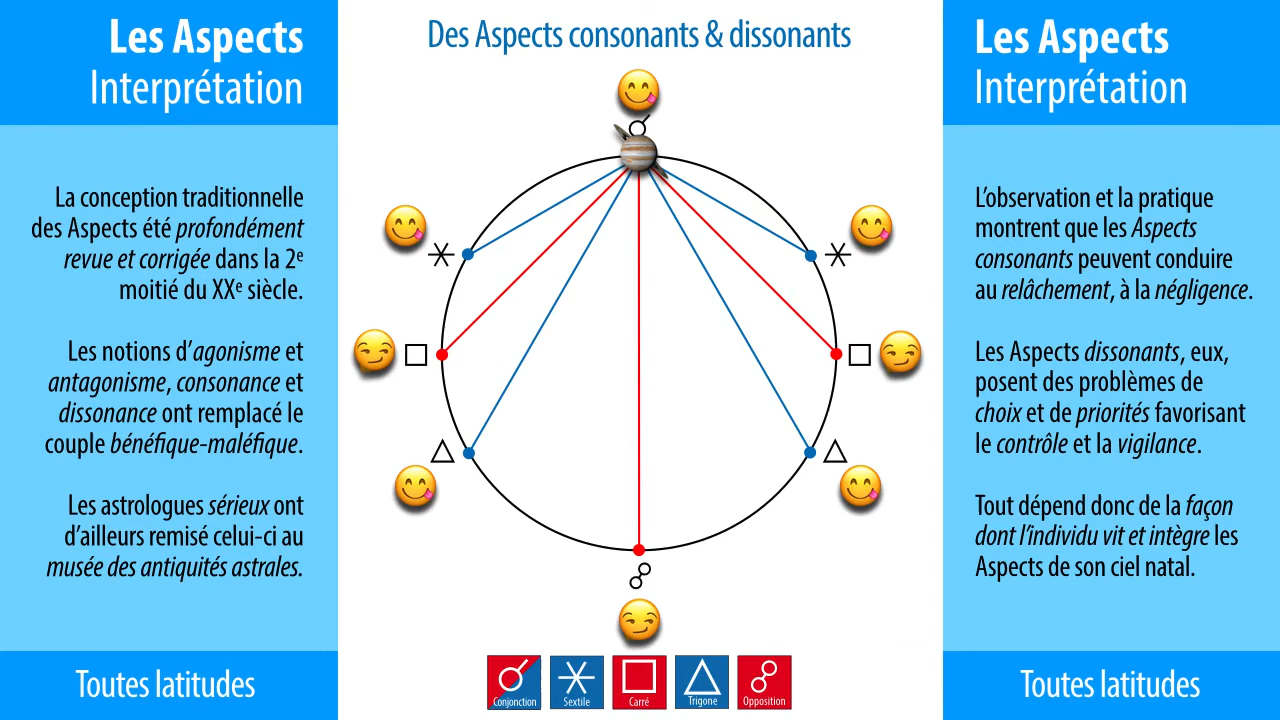 Les Aspects
Interprétation
La conception traditionnelle
des Aspects été profondément
revue et corrigée dans la 2e
moitié du XXe siècle.
Les notions d'agonisme et
antagonisme, consonance et
dissonance ont remplacé le
couple bénéfique-maléfique.
Les astrologues sérieux ont
d'ailleurs remisé celui-ci au
musée des antiquités astrales.
Toutes latitudes
Des Aspects consonants & dissonants
Conjonction
Sextile
Carré
Trigone
Opposition
Les Aspects
Interprétation
L'observation et la pratique
montrent que les Aspects
consonants peuvent conduire
au relâchement, à la négligence.
Les Aspects dissonants, eux,
posent des problèmes de
choix et de priorités favorisant
le contrôle et la vigilance.
Tout dépend donc de la façon
dont l'individu vit et intègre les
Aspects de son ciel natal.
Toutes latitudes